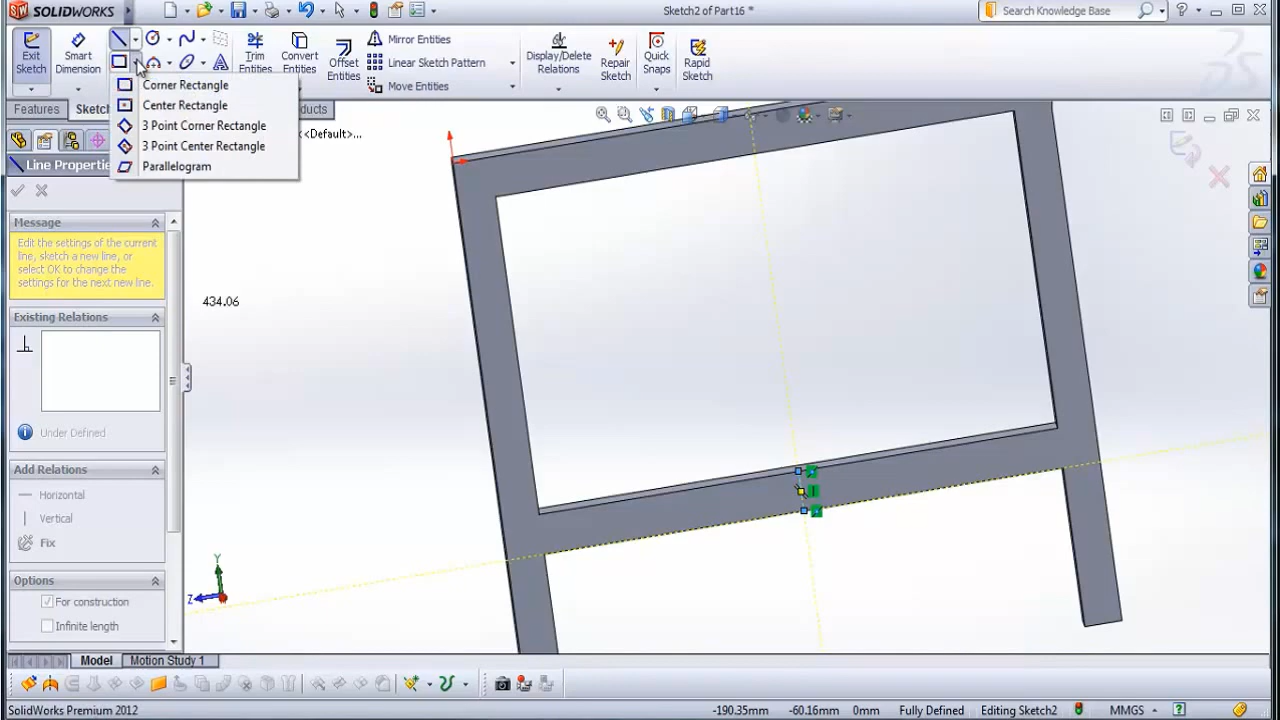 SOLIDWORKS
Sketch2 of Part16 *
Search Knowledge Base
?
Exit
Sketch
Smart
Dimension
Trim
Entities
Convert
Entities
Offset
Entities
Mirror Entities
Linear Sketch Pattern
Move Entities
Display/Delete
Relations
Repair
Sketch
Quick
Snaps
Rapid
Sketch
Corner Rectangle
Center Rectangle
3 Point Corner Rectangle
3 Point Center Rectangle
Parallelogram
Features
<Default>...
Line
Message
Edit the settings of the current
line, sketch a new line, or
select OK to change the
settings for the next new line.
434.06
Existing Relations
Under Defined
Add Relations
Horizontal
Vertical
Fix
Options
For construction
Infinite length
Y
Z
Model
Motion Study 1
SolidWorks Premium 2012
-190.35mm
-60.16mm
0mm
Fully Defined
Editing Sketch2
MMGS
?